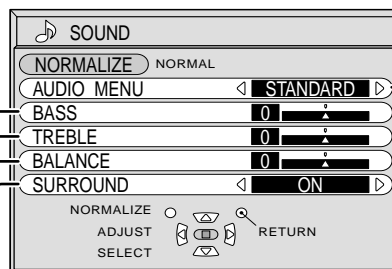 SOUND
NORMALIZE NORMAL
AUDIO MENU STANDARD
BASS 0
TREBLE 0
BALANCE 0
SURROUND ON
NORMALIZE
ADJUST RETURN
SELECT